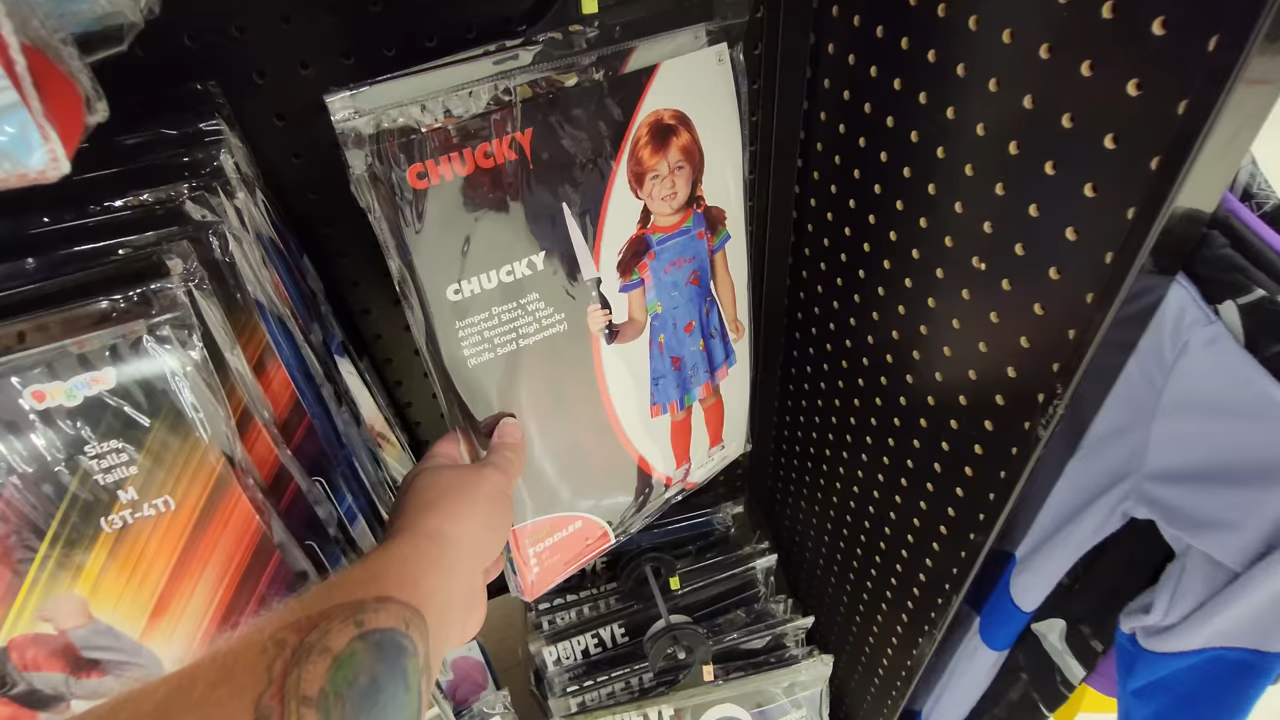 CHUCKY
CHUCKY
Jumper Dress with
Attached Shirt, Wig
with Removable Hair
Bows, Knee High Socks
(Knife Sold Separately)
TODDLER
Disguise
Size,
Talla
Taille
M
(3T-4T)
POPEYE
POPEYE
POPEYE